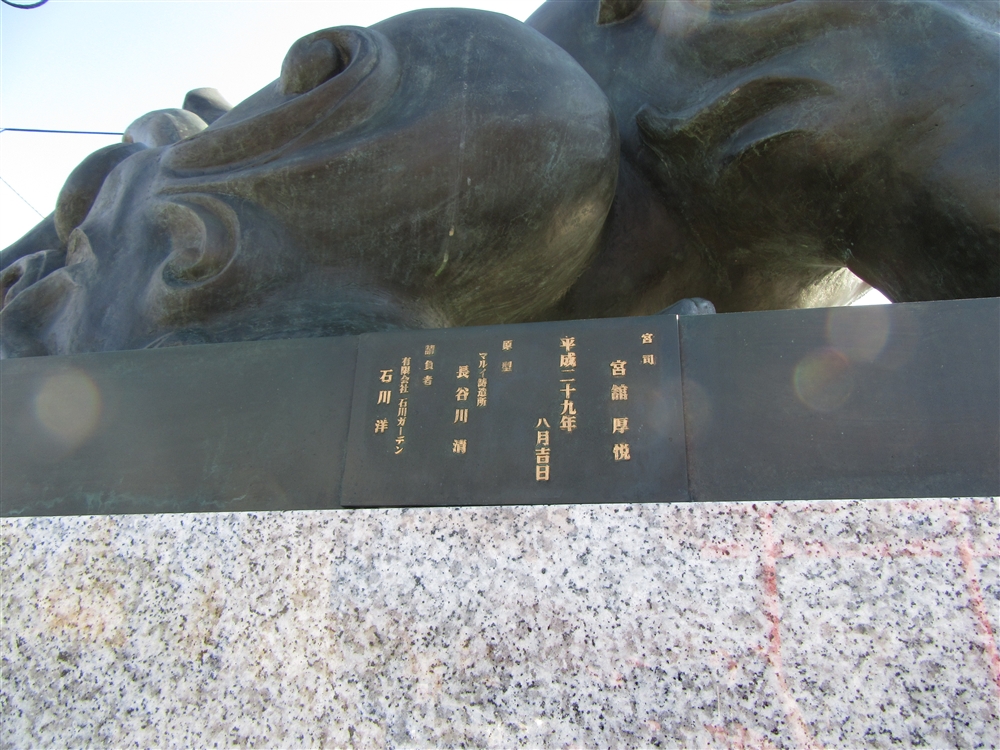 宮司
宮舘 厚悦
平成二十九年
八月吉日
原型
マルイ鋳造所
長谷川 清
請負者
有限会社 石川ガーデン
石川 洋